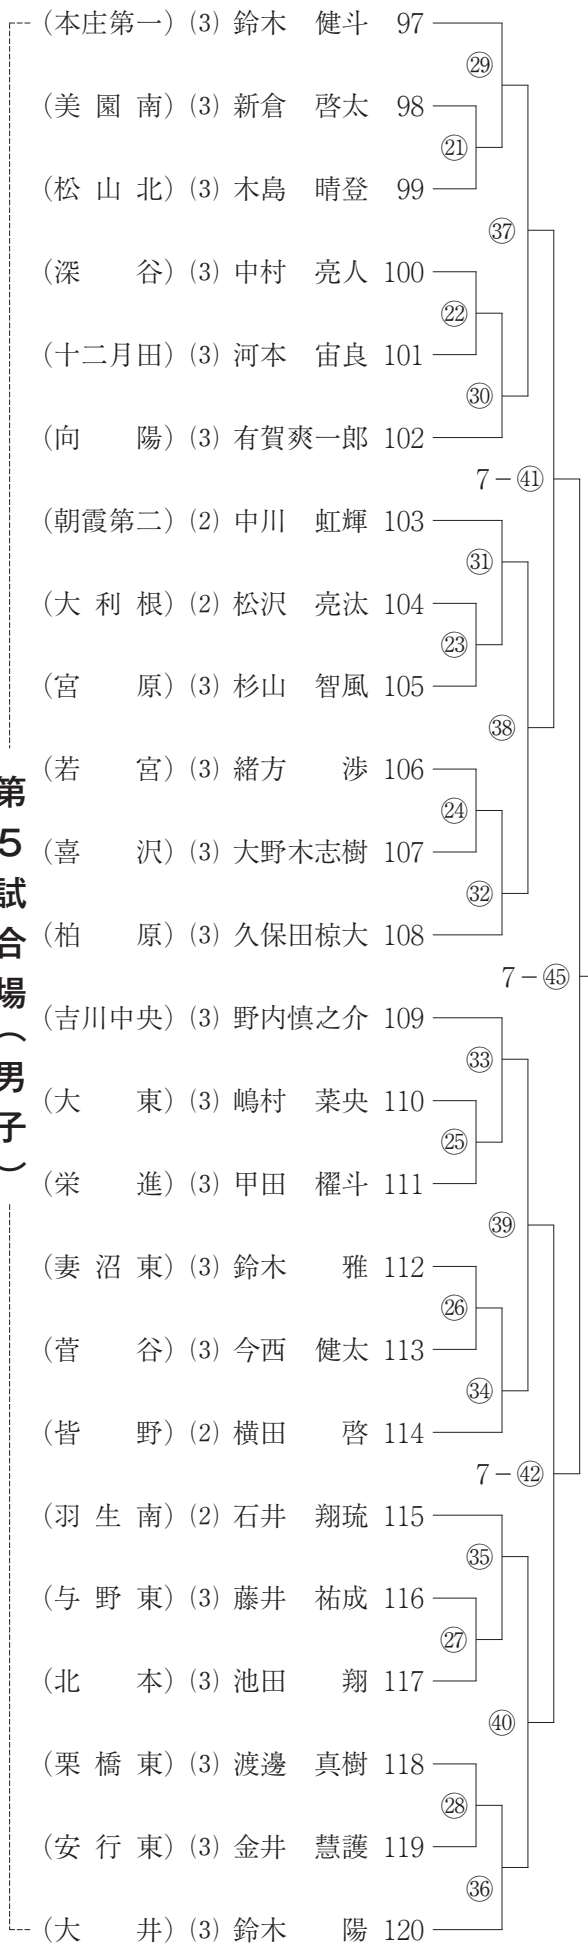 第5試合場（男子）
（本庄第一）(3) 鈴木　健斗 97
（美園南）(3) 新倉　啓太 98
（松山北）(3) 木島　晴登 99
（深　谷）(3) 中村　亮人 100
（十二月田）(3) 河本　宙良 101
（向　陽）(3) 有賀爽一郎 102
（朝霞第二）(2) 中川　虹輝 103
（大利根）(2) 松沢　亮汰 104
（宮　原）(3) 杉山　智風 105
（若　宮）(3) 緒方　渉 106
（喜　沢）(3) 大野木志樹 107
（柏　原）(3) 久保田椋大 108
（吉川中央）(3) 野内慎之介 109
（大　東）(3) 嶋村　菜央 110
（栄　進）(3) 甲田　櫂斗 111
（妻沼東）(3) 鈴木　雅 112
（菅　谷）(3) 今西　健太 113
（皆　野）(2) 横田　啓 114
（羽生南）(2) 石井　翔琉 115
（与野東）(3) 藤井　祐成 116
（北　本）(3) 池田　翔 117
（栗橋東）(3) 渡邊　真樹 118
（安行東）(3) 金井　慧護 119
（大　井）(3) 鈴木　陽 120
㉙
㉑
㊲
㉒
㉚
7－㊶
㉛
㉓
㊳
㉔
㉜
7－㊺
㉝
㉕
㊴
㉖
㉞
7－㊷
㉟
㉗
㊵
㉘
㊱